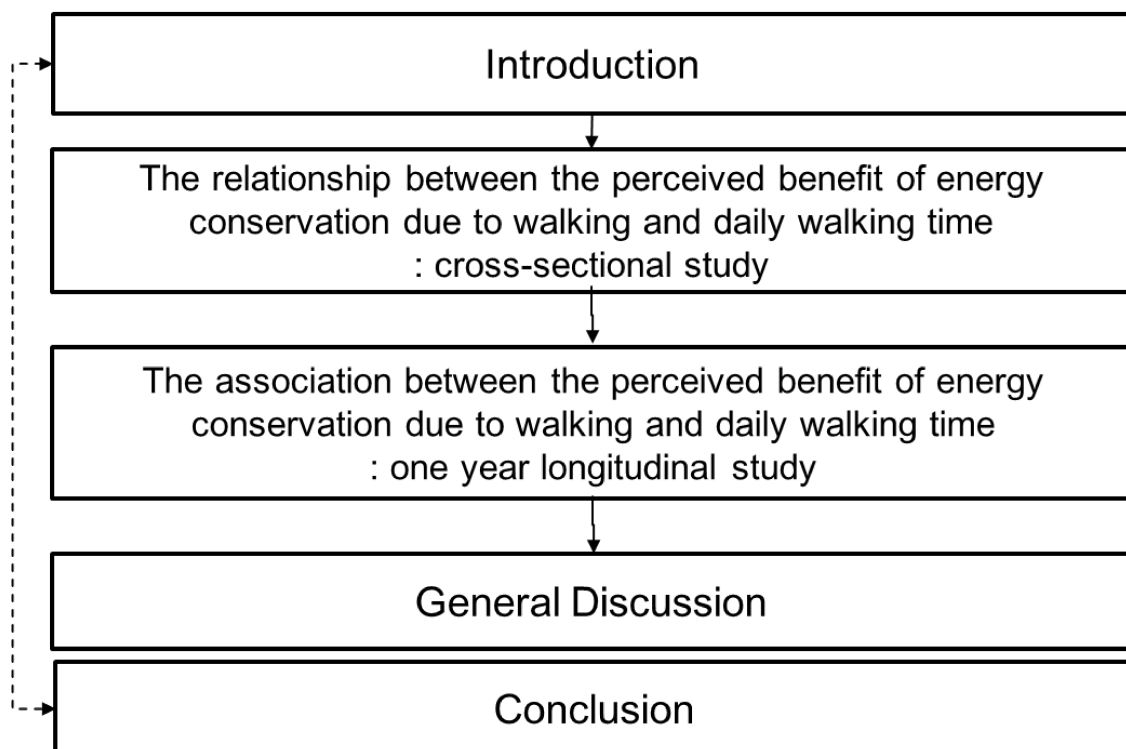 Introduction
The relationship between the perceived benefit of energy
conservation due to walking and daily walking time
: cross-sectional study
The association between the perceived benefit of energy
conservation due to walking and daily walking time
: one year longitudinal study
General Discussion
Conclusion